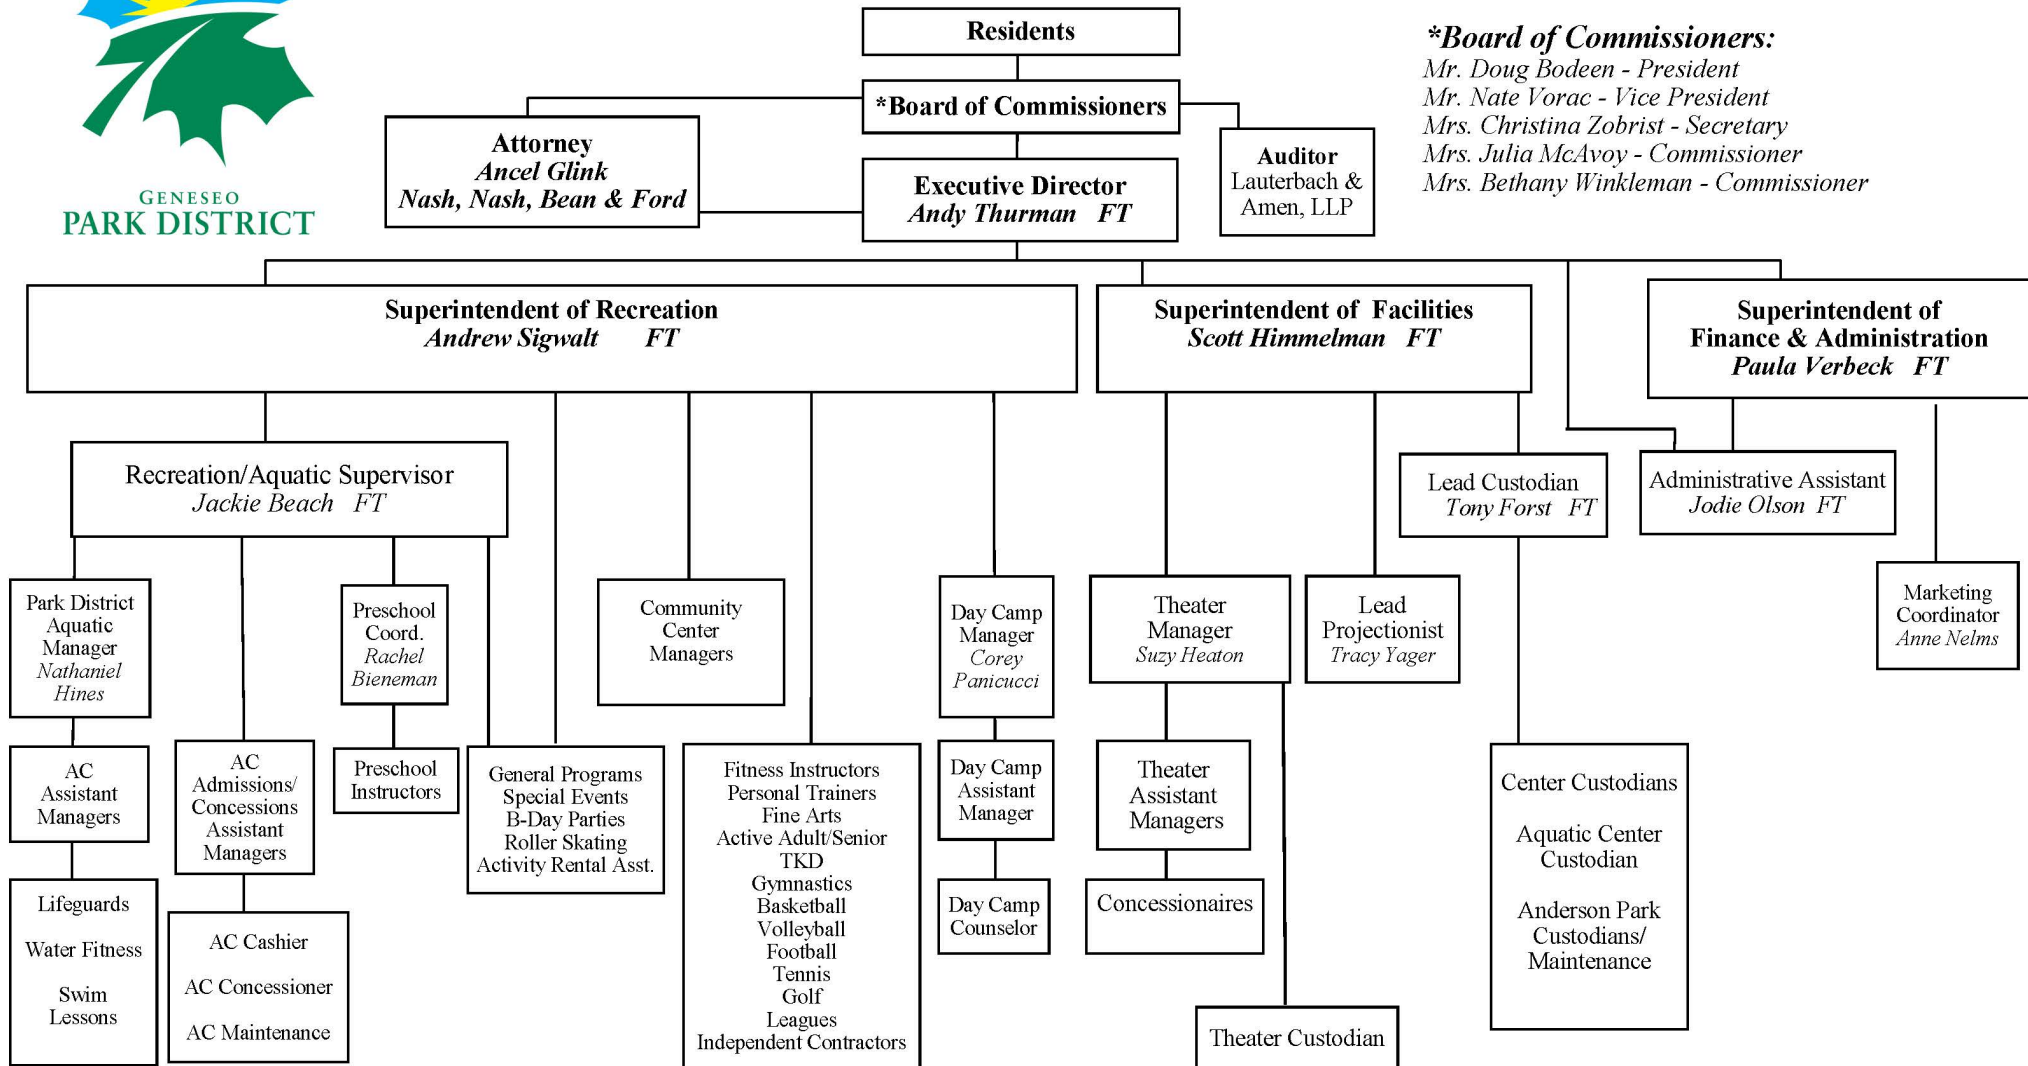 GENESEO
PARK DISTRICT
Residents
*Board of Commissioners
*Board of Commissioners:
Mr. Doug Bodeen - President
Mr. Nate Vorac - Vice President
Mrs. Christina Zobrist - Secretary
Mrs. Julia McAvoy - Commissioner
Mrs. Bethany Winkleman - Commissioner
Attorney
Ancel Glink
Nash, Nash, Bean & Ford
Executive Director
Andy Thurman FT
Auditor
Lauterbach &
Amen, LLP
Superintendent of Recreation
Andrew Sigwalt FT
Superintendent of Facilities
Scott Himmelman FT
Superintendent of
Finance & Administration
Paula Verbeck FT
Recreation/Aquatic Supervisor
Jackie Beach FT
Lead Custodian
Tony Forst FT
Administrative Assistant
Jodie Olson FT
Park District
Aquatic
Manager
Nathaniel
Hines
Preschool
Coord.
Rachel
Bieneman
Community
Center
Managers
Day Camp
Manager
Corey
Panicucci
Theater
Manager
Suzy Heaton
Lead
Projectionist
Tracy Yager
Marketing
Coordinator
Anne Nelms
AC
Assistant
Managers
AC
Admissions/
Concessions
Assistant
Managers
Preschool
Instructors
General Programs
Special Events
B-Day Parties
Roller Skating
Activity Rental Asst.
Fitness Instructors
Personal Trainers
Fine Arts
Active Adult/Senior
TKD
Gymnastics
Basketball
Volleyball
Football
Tennis
Golf
Leagues
Independent Contractors
Day Camp
Assistant
Manager
Theater
Assistant
Managers
Center Custodians
Aquatic Center
Custodian
Anderson Park
Custodians/
Maintenance
Lifeguards
Water Fitness
Swim
Lessons
AC Cashier
AC Concessioner
AC Maintenance
Day Camp
Counselor
Concessionaires
Theater Custodian